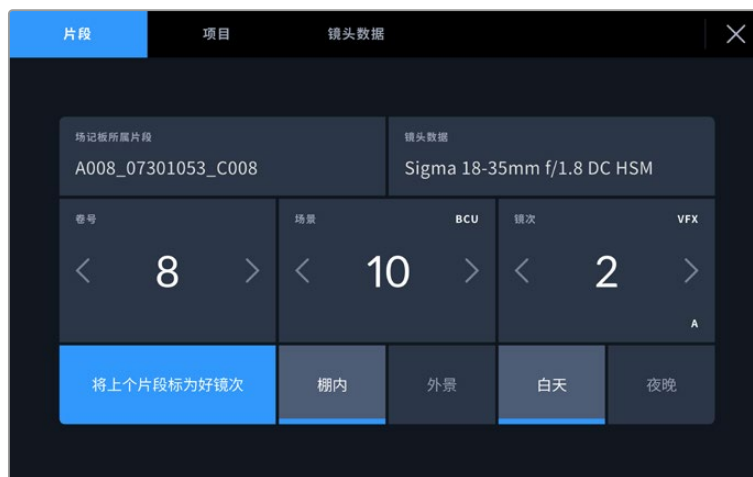 片段 项目 镜头数据
场记板所属片段 镜头数据
A008_07301053_C008 Sigma 18-35mm f/1.8 DC HSM
卷号 场景 BCU 镜次 VFX
8 10 2
A
将上个片段标为好镜次 棚内 外景 白天 夜晚